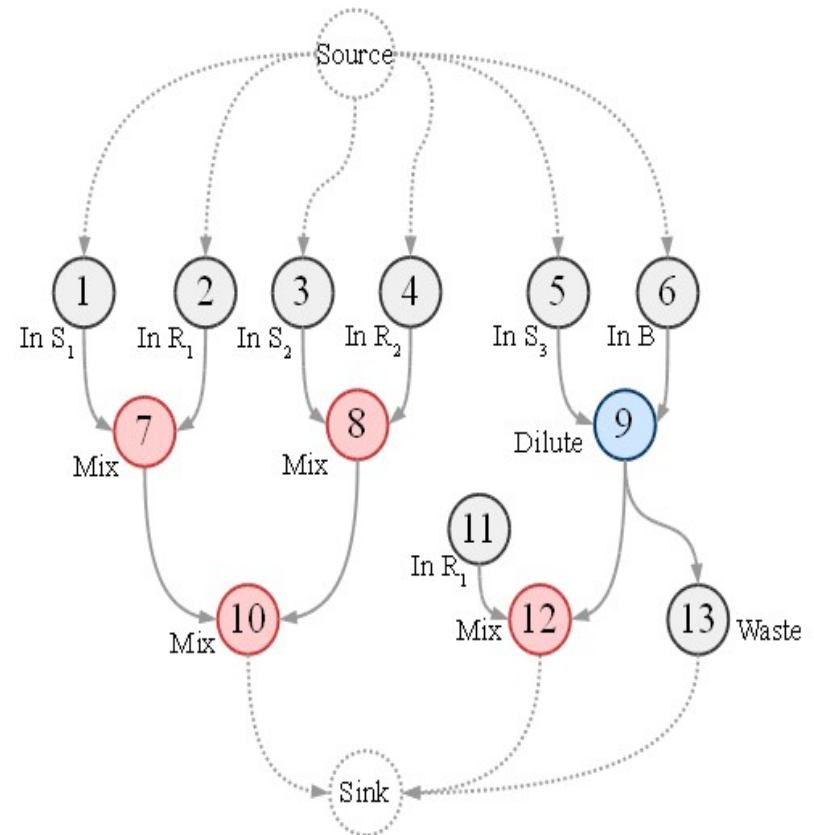 Source
1 2 3 4 5 6
In S₁ In R₁ In S₂ In R₂ In S₃ In B
7 8 9
Mix Mix Dilute
11
In R₁
10 12 13
Mix Mix Waste
Sink